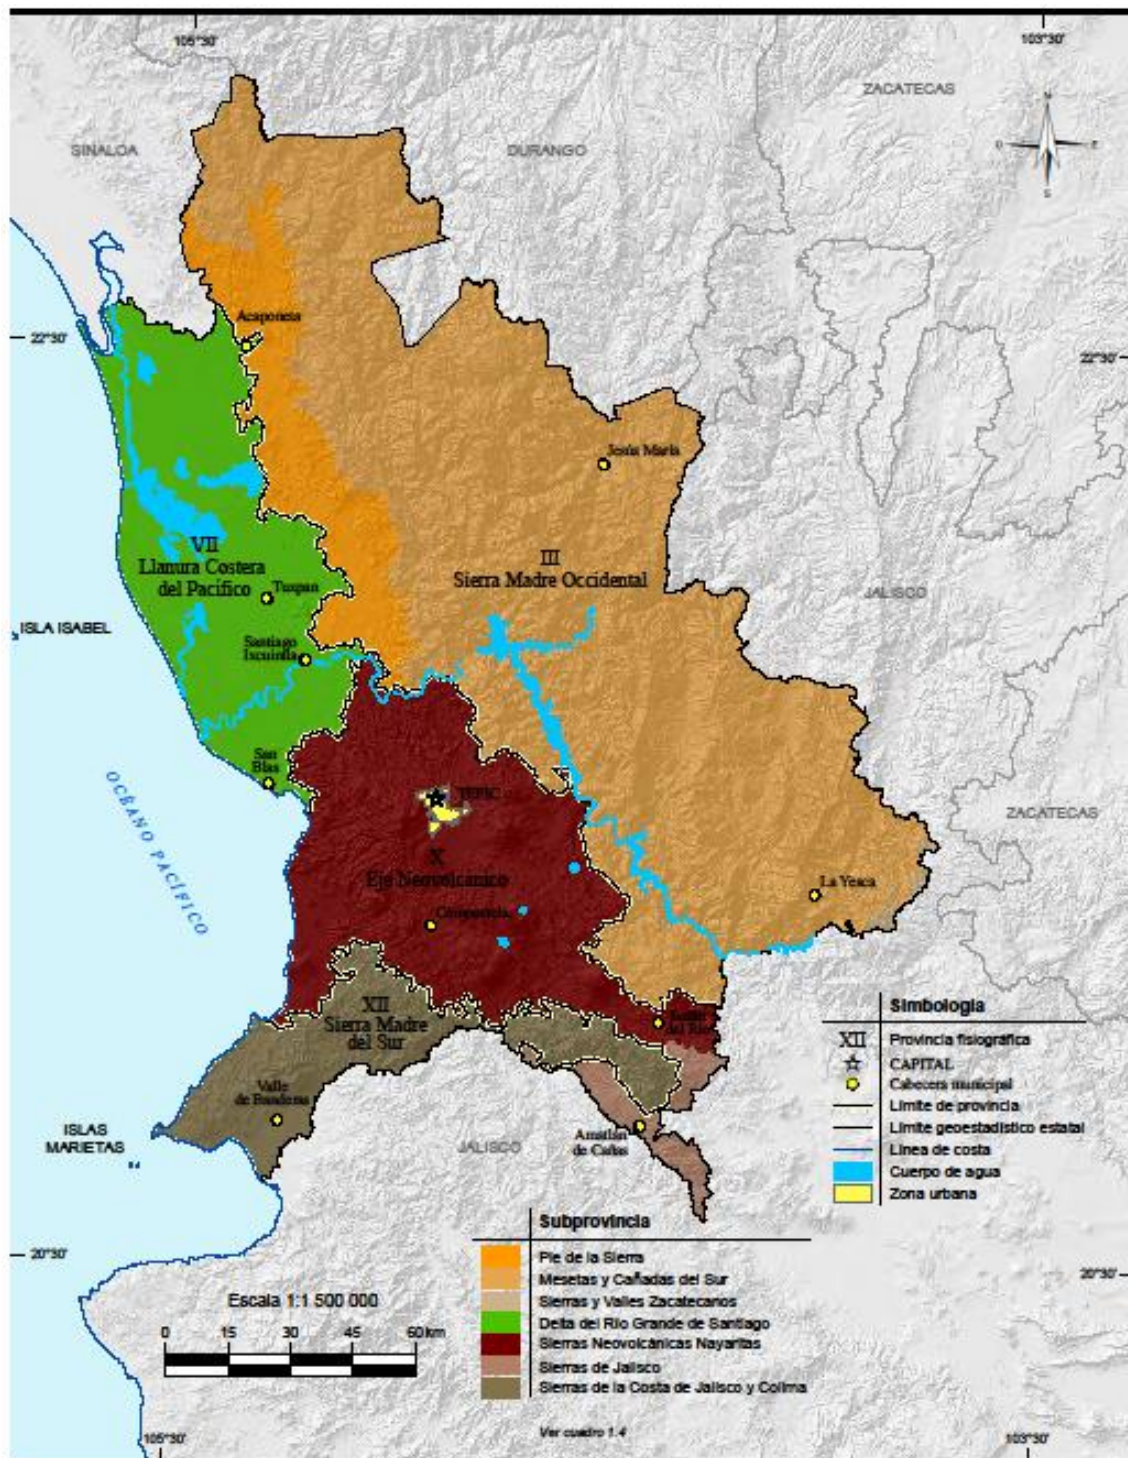 105°30'
103°30'
ZACATECAS
SINALOA
DURANGO
N
O
E
S
Acaponeta
22°30'
22°30'
Jesús María
VII
Llanura Costera
del Pacífico
III
Sierra Madre Occidental
Tuxpan
JALISCO
ISLA ISABEL
Santiago
Ixcuintla
San
Blas
OCÉANO PACÍFICO
TEPIC
ZACATECAS
X
Eje Neovolcánico
La Yesca
Compostela
XII
Sierra Madre
del Sur
del Río
Valle
de Banderas
ISLAS
MARIETAS
JALISCO
Amatlán
de Cañas
Simbología
XII Provincia fisiográfica
CAPITAL
Cabecera municipal
Límite de provincia
Límite geoestadístico estatal
Línea de costa
Cuerpo de agua
Zona urbana
20°30'
20°30'
Subprovincia
Pie de la Sierra
Mesetas y Cañadas del Sur
Sierras y Valles Zacatecanos
Delta del Río Grande de Santiago
Sierras Neovolcánicas Nayaritas
Sierras de Jalisco
Sierras de la Costa de Jalisco y Colima
Escala 1:1 500 000
0 15 30 45 60 km
Ver cuadro 1.4
105°30'
103°30'